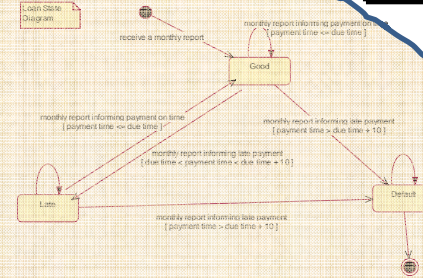 Loan State
Diagram
receive a monthly report
monthly report informing payment on time
[ payment time <= due time ]
Good
monthly report informing payment on time
[ payment time <= due time ]
monthly report informing late payment
[ payment time > due time + 10 ]
monthly report informing late payment
[ due time < payment time < due time + 10 ]
Late
Default
monthly report informing late payment
[ payment time > due time + 10 ]